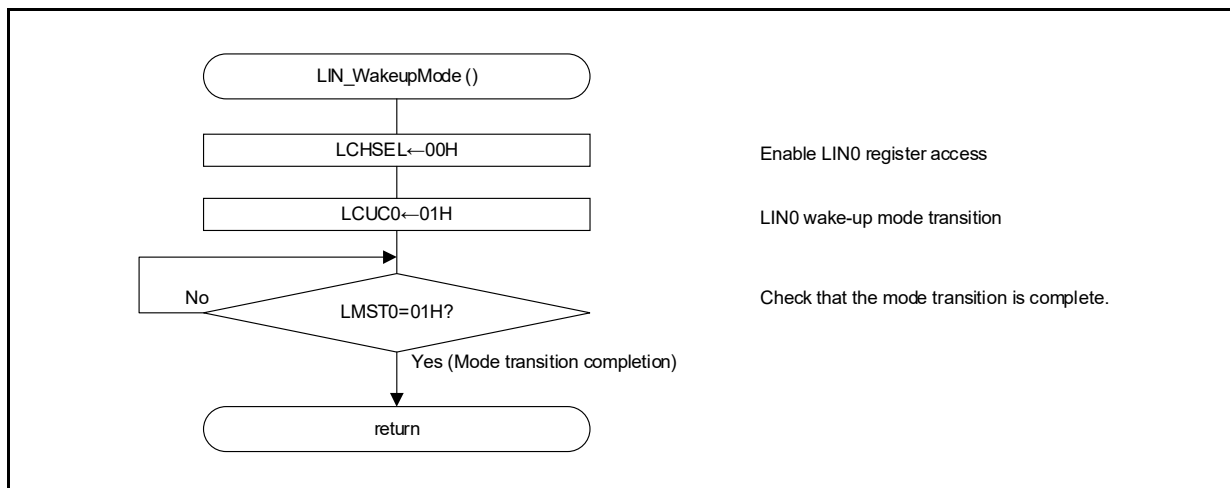 LIN_WakeupMode ()
LCHSEL←00H
Enable LIN0 register access
LCUC0←01H
LIN0 wake-up mode transition
No
LMST0=01H?
Check that the mode transition is complete.
Yes (Mode transition completion)
return